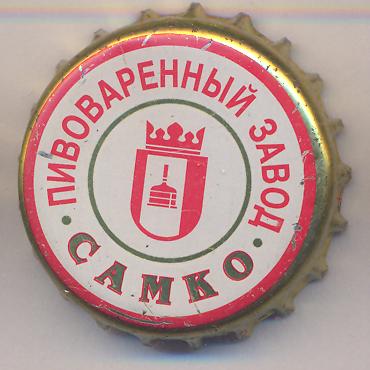 ПИВОВАРЕННЫЙ ЗАВОД
САМКО